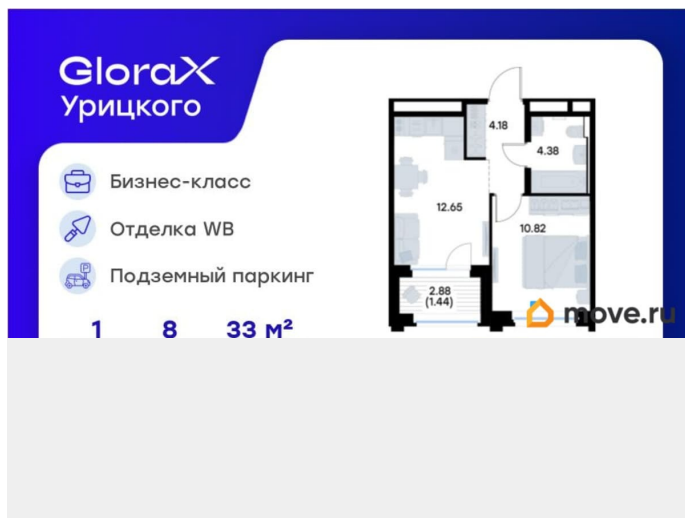 GloraX
Урицкого
Бизнес-класс
Отделка WB
Подземный паркинг
1 8 33 м²
4.18
4.38
12.65
10.82
2.88
(1.44)
move.ru